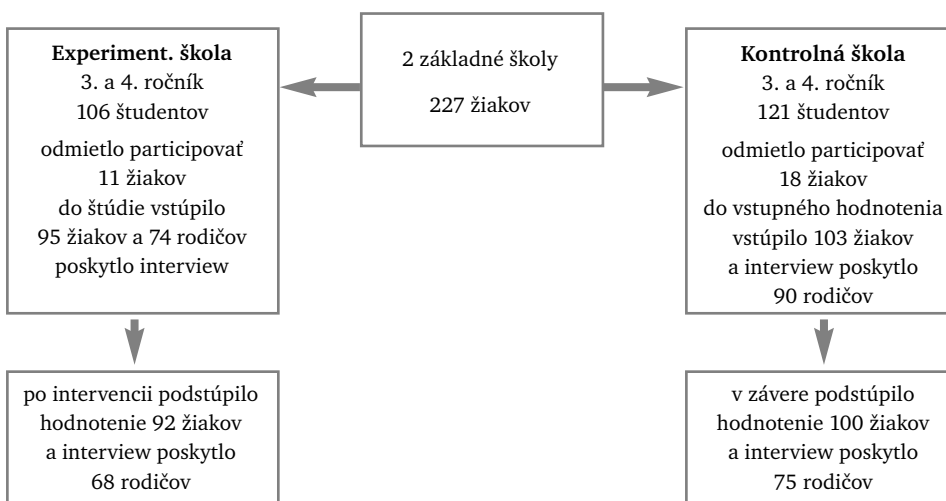 2 základné školy
227 žiakov
Experiment. škola
3. a 4. ročník
106 študentov
odmietlo participovať
11 žiakov
do štúdie vstúpilo
95 žiakov a 74 rodičov
poskytlo interview
Kontrolná škola
3. a 4. ročník
121 študentov
odmietlo participovať
18 žiakov
do vstupného hodnotenia
vstúpilo 103 žiakov
a interview poskytlo
90 rodičov
po intervencii podstúpilo
hodnotenie 92 žiakov
a interview poskytlo
68 rodičov
v závere podstúpilo
hodnotenie 100 žiakov
a interview poskytlo
75 rodičov